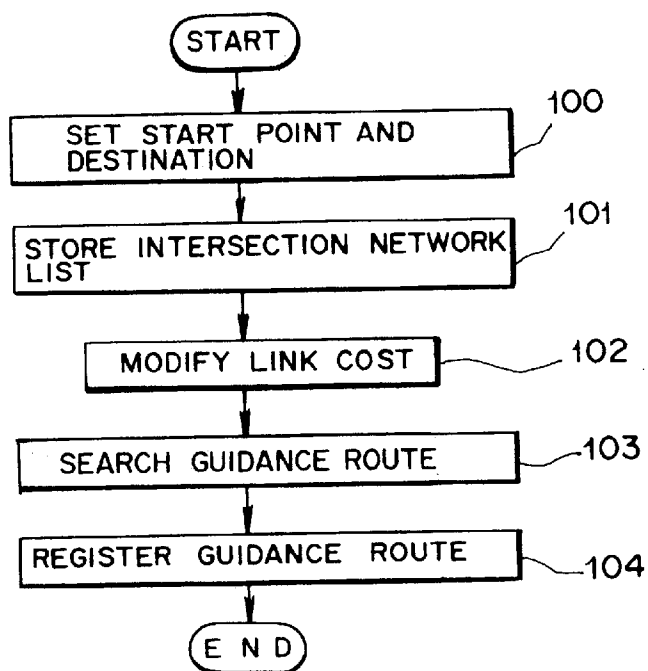 START
100
SET START POINT AND
DESTINATION
101
STORE INTERSECTION NETWORK
LIST
MODIFY LINK COST
102
SEARCH GUIDANCE ROUTE
103
REGISTER GUIDANCE ROUTE
104
END